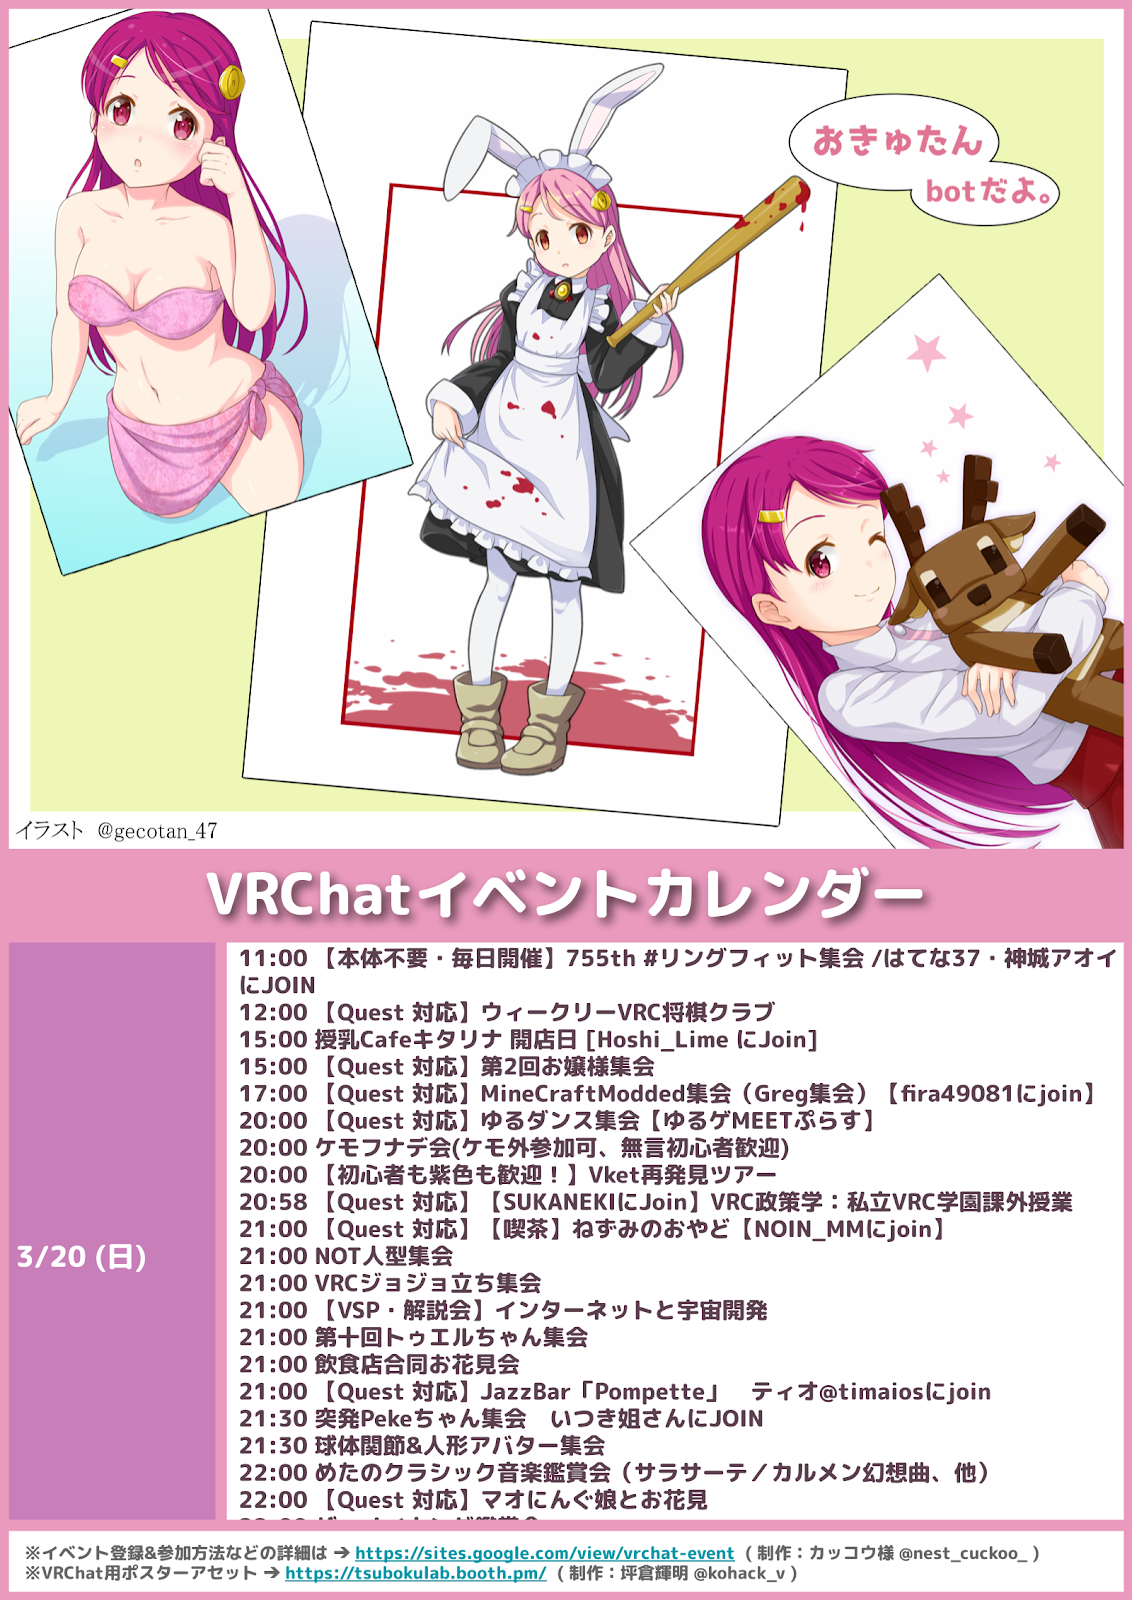 おきゅたん
botだよ。
イラスト @gecotan_47
VRChatイベントカレンダー
3/20 (日)
11:00 【本体不要・毎日開催】755th #リングフィット集会 /はてな37・神城アオイ
にJOIN
12:00 【Quest 対応】ウィークリーVRC将棋クラブ
15:00 授乳Cafeキタリナ 開店日 [Hoshi_Lime にJoin]
15:00 【Quest 対応】第2回お嬢様集会
17:00 【Quest 対応】MineCraftModded集会（Greg集会）【fira49081にjoin】
20:00 【Quest 対応】ゆるダンス集会【ゆるゲMEETぷらす】
20:00 ケモフナデ会(ケモ外参加可、無言初心者歓迎)
20:00 【初心者も紫色も歓迎！】Vket再発見ツアー
20:58 【Quest 対応】【SUKANEKIにJoin】VRC政策学：私立VRC学園課外授業
21:00 【Quest 対応】【喫茶】ねずみのおやど【NOIN_MMにjoin】
21:00 NOT人型集会
21:00 VRCジョジョ立ち集会
21:00 【VSP・解説会】インターネットと宇宙開発
21:00 第十回トゥエルちゃん集会
21:00 飲食店合同お花見会
21:00 【Quest 対応】JazzBar「Pompette」　ティオ@timaiosにjoin
21:30 突発Pekeちゃん集会　いつき姐さんにJOIN
21:30 球体関節&人形アバター集会
22:00 めたのクラシック音楽鑑賞会（サラサーテ／カルメン幻想曲、他）
22:00 【Quest 対応】マオにんぐ娘とお花見
※イベント登録&参加方法などの詳細は → https://sites.google.com/view/vrchat-event ( 制作：カッコウ様 @nest_cuckoo_ )
※VRChat用ポスターアセット → https://tsubokulab.booth.pm/ ( 制作：坪倉輝明 @kohack_v )